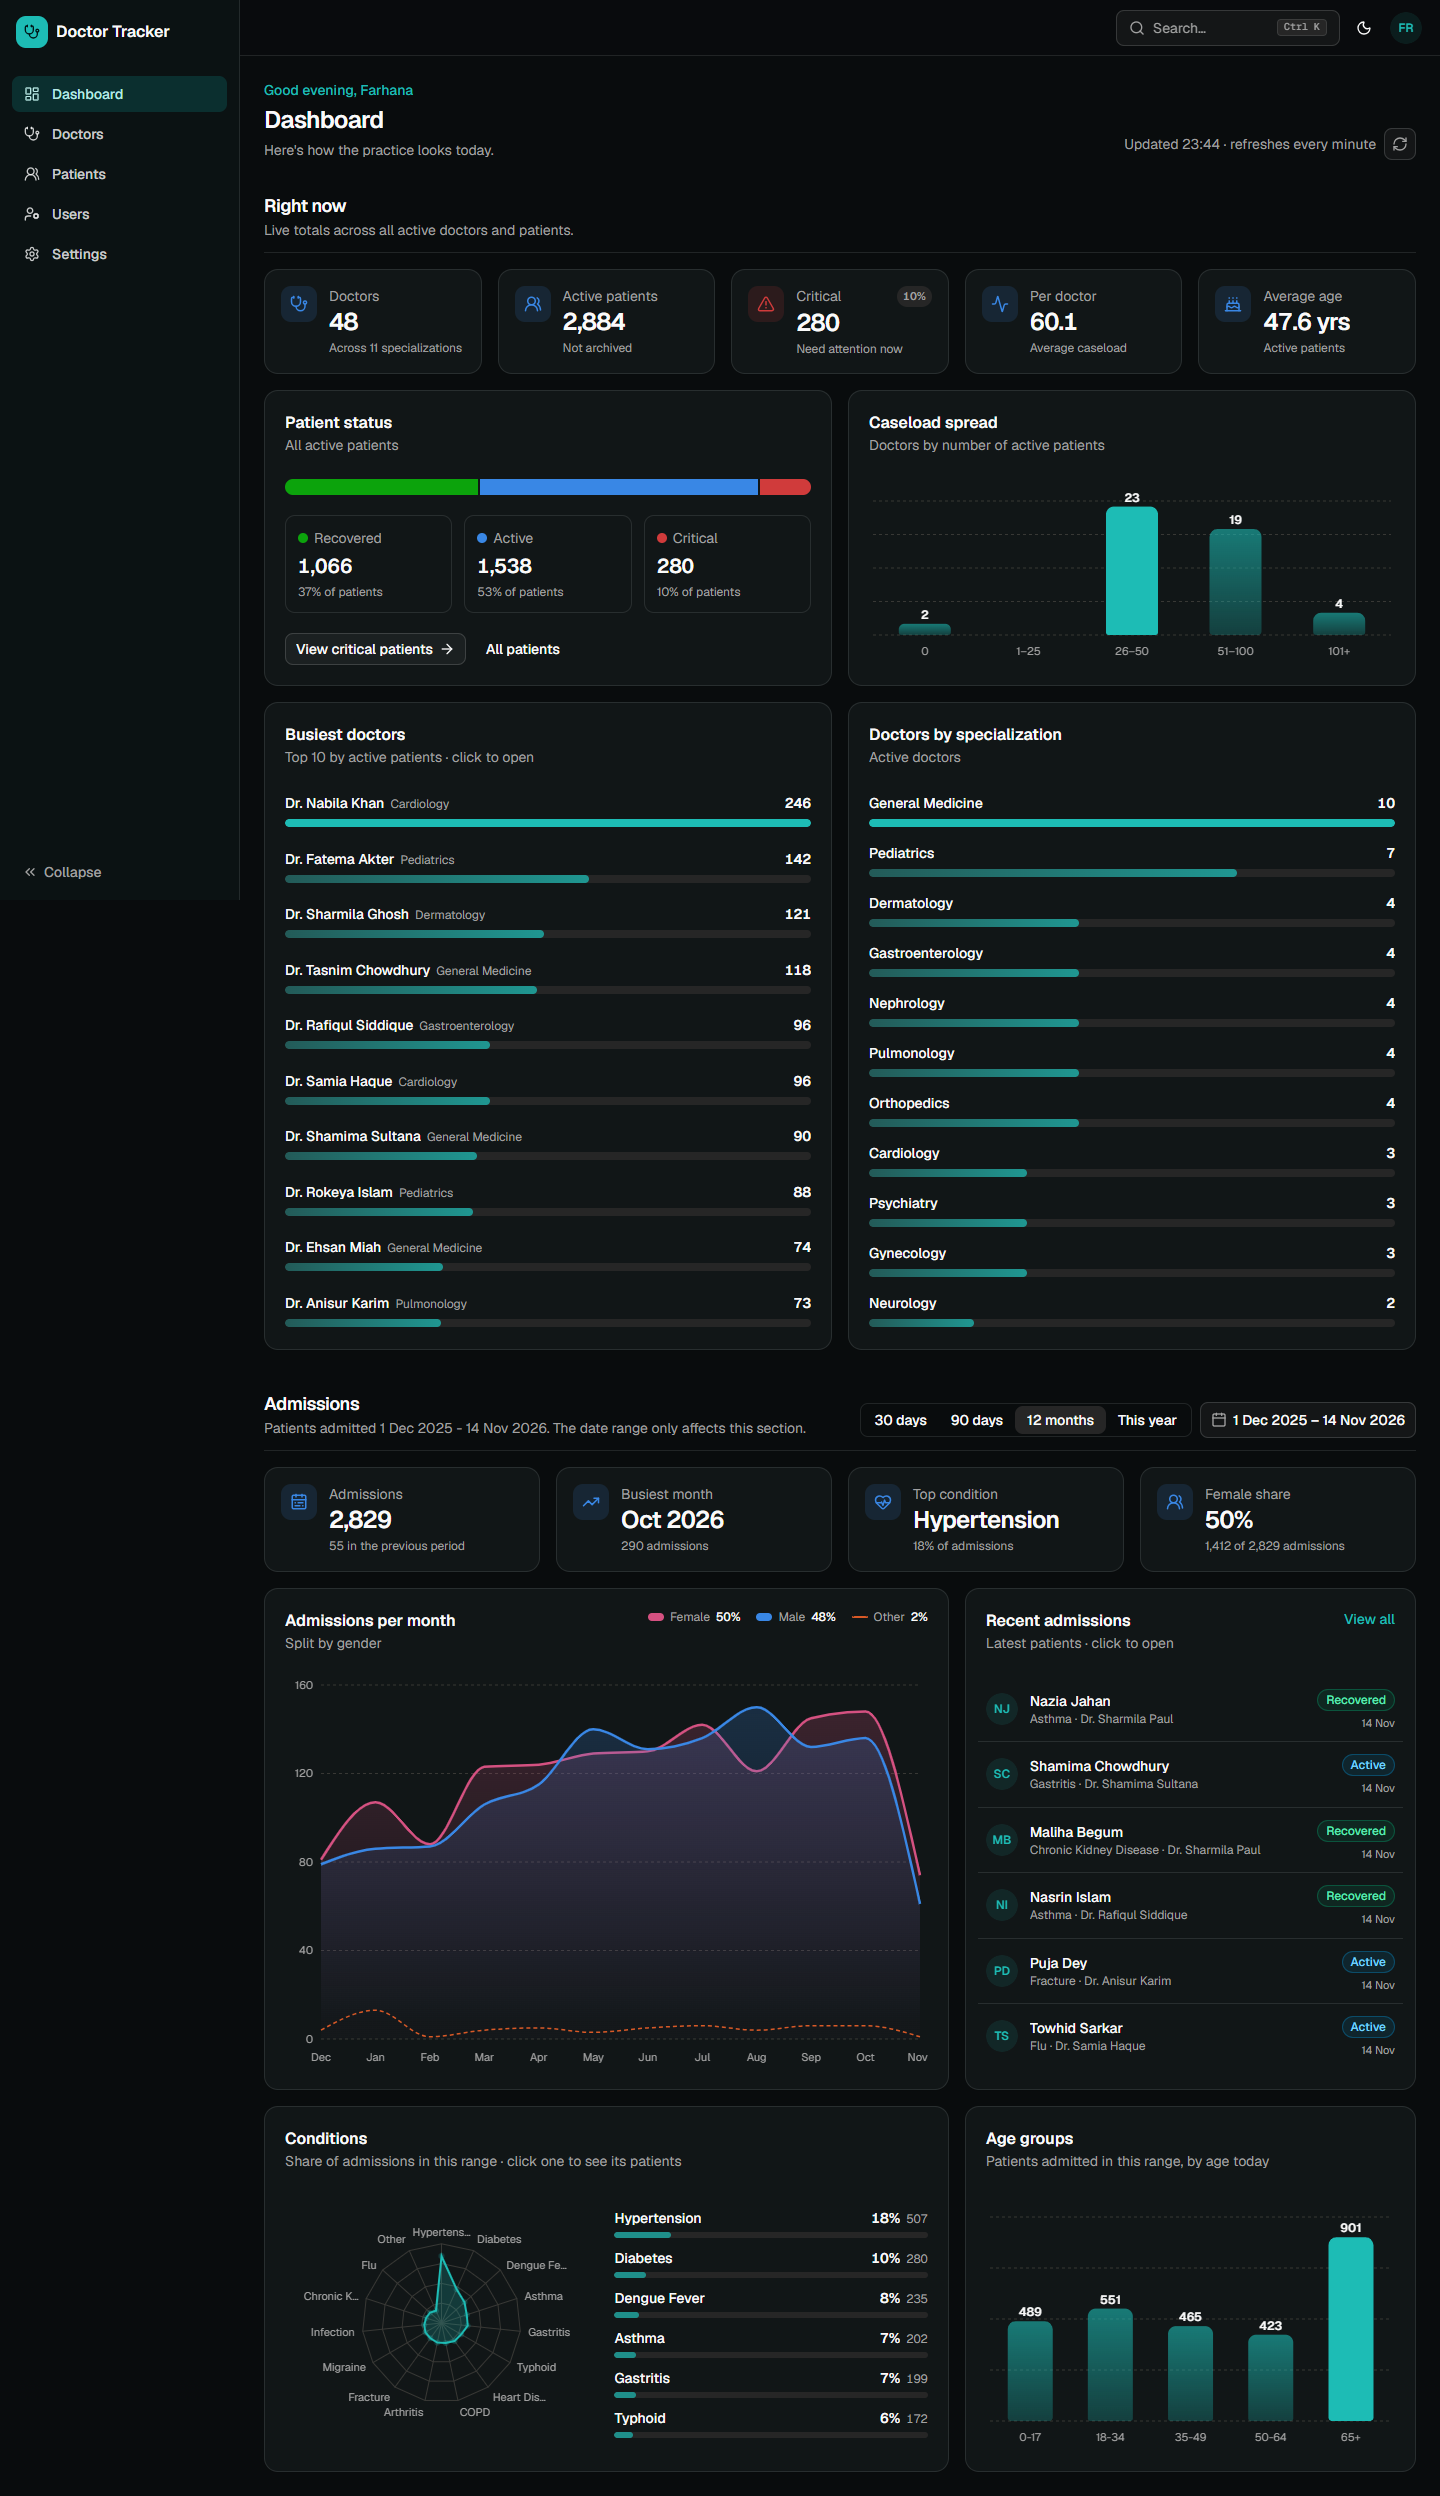 Doctor Tracker
Search...
Ctrl K
FR
Dashboard
Doctors
Patients
Users
Settings
Collapse
Good evening, Farhana
Dashboard
Here's how the practice looks today.
Updated 23:44 · refreshes every minute
Right now
Live totals across all active doctors and patients.
Doctors
48
Across 11 specializations
Active patients
2,884
Not archived
Critical
10%
280
Need attention now
Per doctor
60.1
Average caseload
Average age
47.6 yrs
Active patients
Patient status
All active patients
Recovered
1,066
37% of patients
Active
1,538
53% of patients
Critical
280
10% of patients
View critical patients
All patients
Caseload spread
Doctors by number of active patients
2
23
19
4
0
1–25
26–50
51–100
101+
Busiest doctors
Top 10 by active patients · click to open
Dr. Nabila Khan Cardiology 246
Dr. Fatema Akter Pediatrics 142
Dr. Sharmila Ghosh Dermatology 121
Dr. Tasnim Chowdhury General Medicine 118
Dr. Rafiqul Siddique Gastroenterology 96
Dr. Samia Haque Cardiology 96
Dr. Shamima Sultana General Medicine 90
Dr. Rokeya Islam Pediatrics 88
Dr. Ehsan Miah General Medicine 74
Dr. Anisur Karim Pulmonology 73
Doctors by specialization
Active doctors
General Medicine 10
Pediatrics 7
Dermatology 4
Gastroenterology 4
Nephrology 4
Pulmonology 4
Orthopedics 4
Cardiology 3
Psychiatry 3
Gynecology 3
Neurology 2
Admissions
Patients admitted 1 Dec 2025 - 14 Nov 2026. The date range only affects this section.
30 days
90 days
12 months
This year
1 Dec 2025 – 14 Nov 2026
Admissions
2,829
55 in the previous period
Busiest month
Oct 2026
290 admissions
Top condition
Hypertension
18% of admissions
Female share
50%
1,412 of 2,829 admissions
Admissions per month
Split by gender
Female 50%
Male 48%
Other 2%
160
120
80
40
0
Dec
Jan
Feb
Mar
Apr
May
Jun
Jul
Aug
Sep
Oct
Nov
Recent admissions
View all
Latest patients · click to open
NJ
Nazia Jahan
Asthma · Dr. Sharmila Paul
Recovered
14 Nov
SC
Shamima Chowdhury
Gastritis · Dr. Shamima Sultana
Active
14 Nov
MB
Maliha Begum
Chronic Kidney Disease · Dr. Sharmila Paul
Recovered
14 Nov
NI
Nasrin Islam
Asthma · Dr. Rafiqul Siddique
Recovered
14 Nov
PD
Puja Dey
Fracture · Dr. Anisur Karim
Active
14 Nov
TS
Towhid Sarkar
Flu · Dr. Samia Haque
Active
14 Nov
Conditions
Share of admissions in this range · click one to see its patients
Hypertens...
Diabetes
Dengue Fe...
Asthma
Gastritis
Typhoid
Heart Dis...
COPD
Arthritis
Fracture
Migraine
Infection
Chronic K...
Flu
Other
Hypertension 18% 507
Diabetes 10% 280
Dengue Fever 8% 235
Asthma 7% 202
Gastritis 7% 199
Typhoid 6% 172
Age groups
Patients admitted in this range, by age today
489
551
465
423
901
0-17
18-34
35-49
50-64
65+